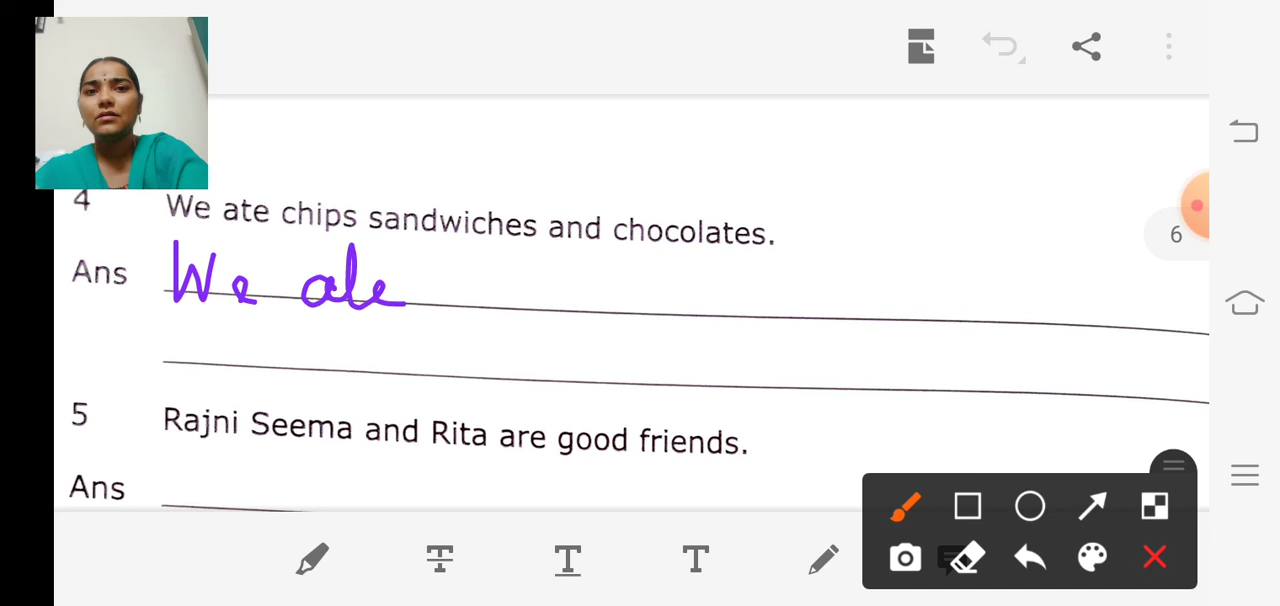 6
4 We ate chips sandwiches and chocolates.
Ans We ate
5 Rajni Seema and Rita are good friends.
Ans
T T T